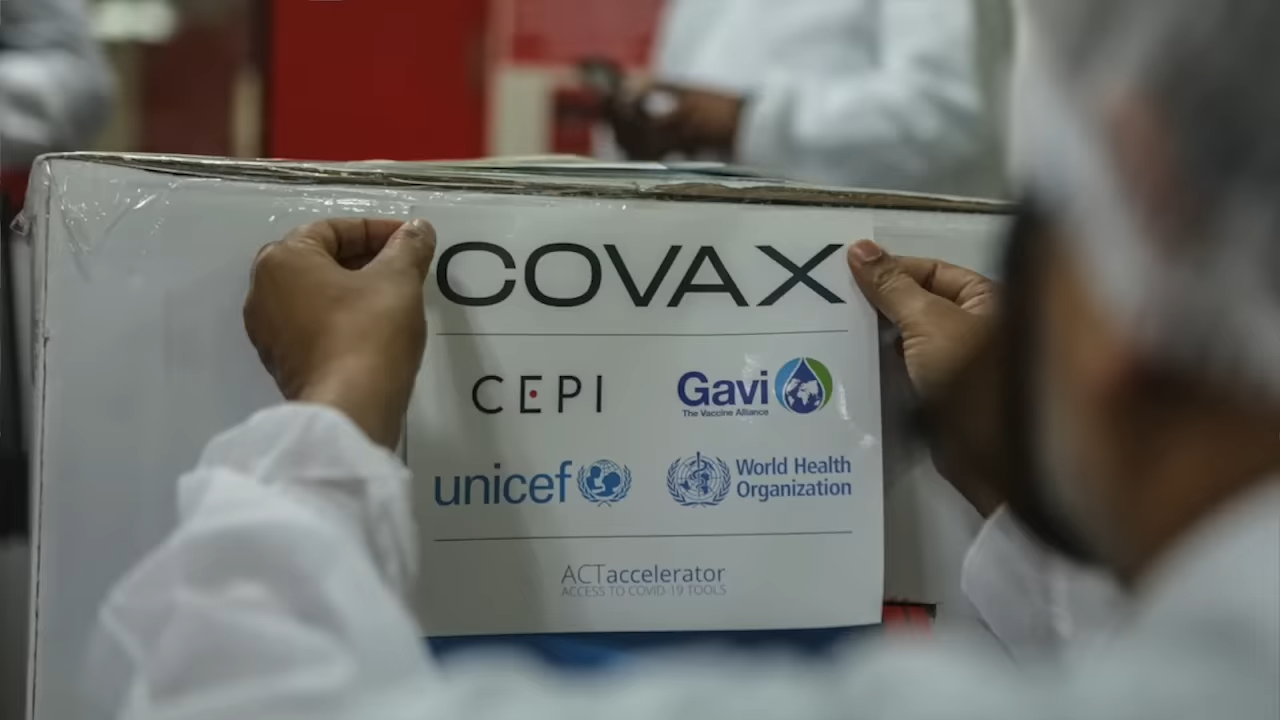 COVAX
CEPI
Gavi
The Vaccine Alliance
unicef
World Health
Organization
ACTaccelerator
ACCESS TO COVID-19 TOOLS